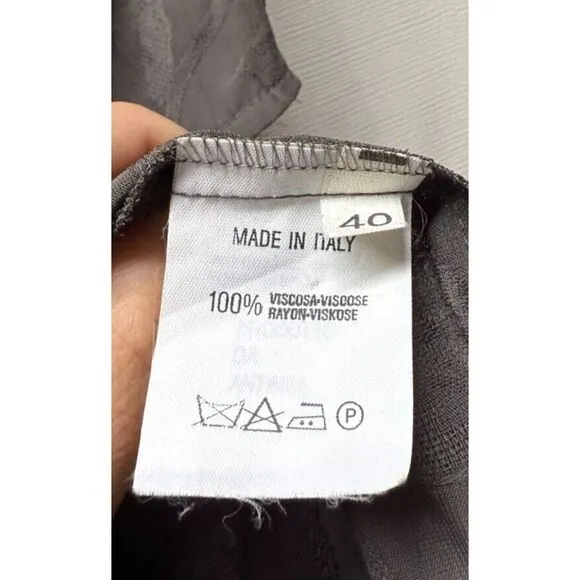 40
MADE IN ITALY
100% VISCOSA-VISCOSE
RAYON-VISKOSE
P